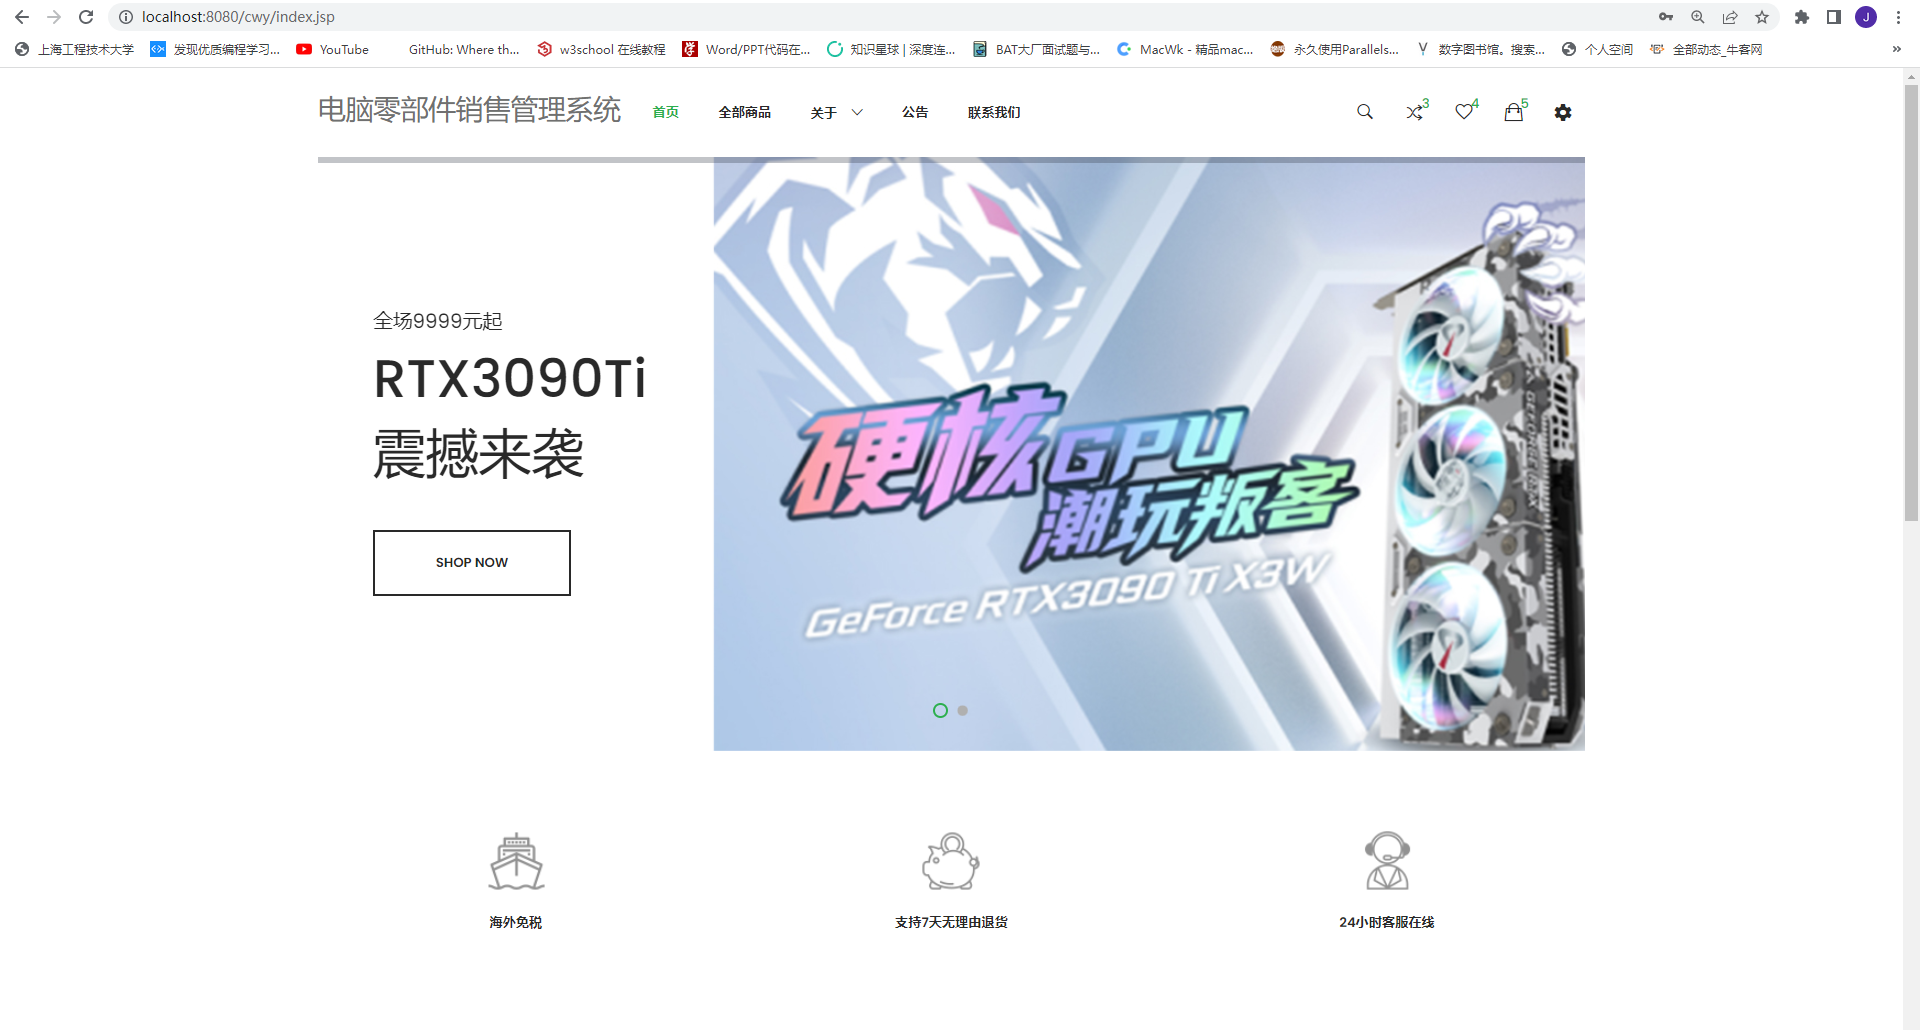 localhost:8080/cwy/index.jsp
J
上海工程技术大学
发现优质编程学习...
YouTube
GitHub: Where th...
w3school 在线教程
Word/PPT代码在...
知识星球 | 深度连...
BAT大厂面试题与...
MacWk - 精品mac...
永久使用Parallels...
数字图书馆。搜索...
个人空间
全部动态_牛客网
»
电脑零部件销售管理系统
首页
全部商品
关于
公告
联系我们
3
4
5
全场9999元起
RTX3090Ti
震撼来袭
SHOP NOW
硬核GPU
潮玩叛客
GeForce RTX3090 Ti X3W
海外免税
支持7天无理由退货
24小时客服在线